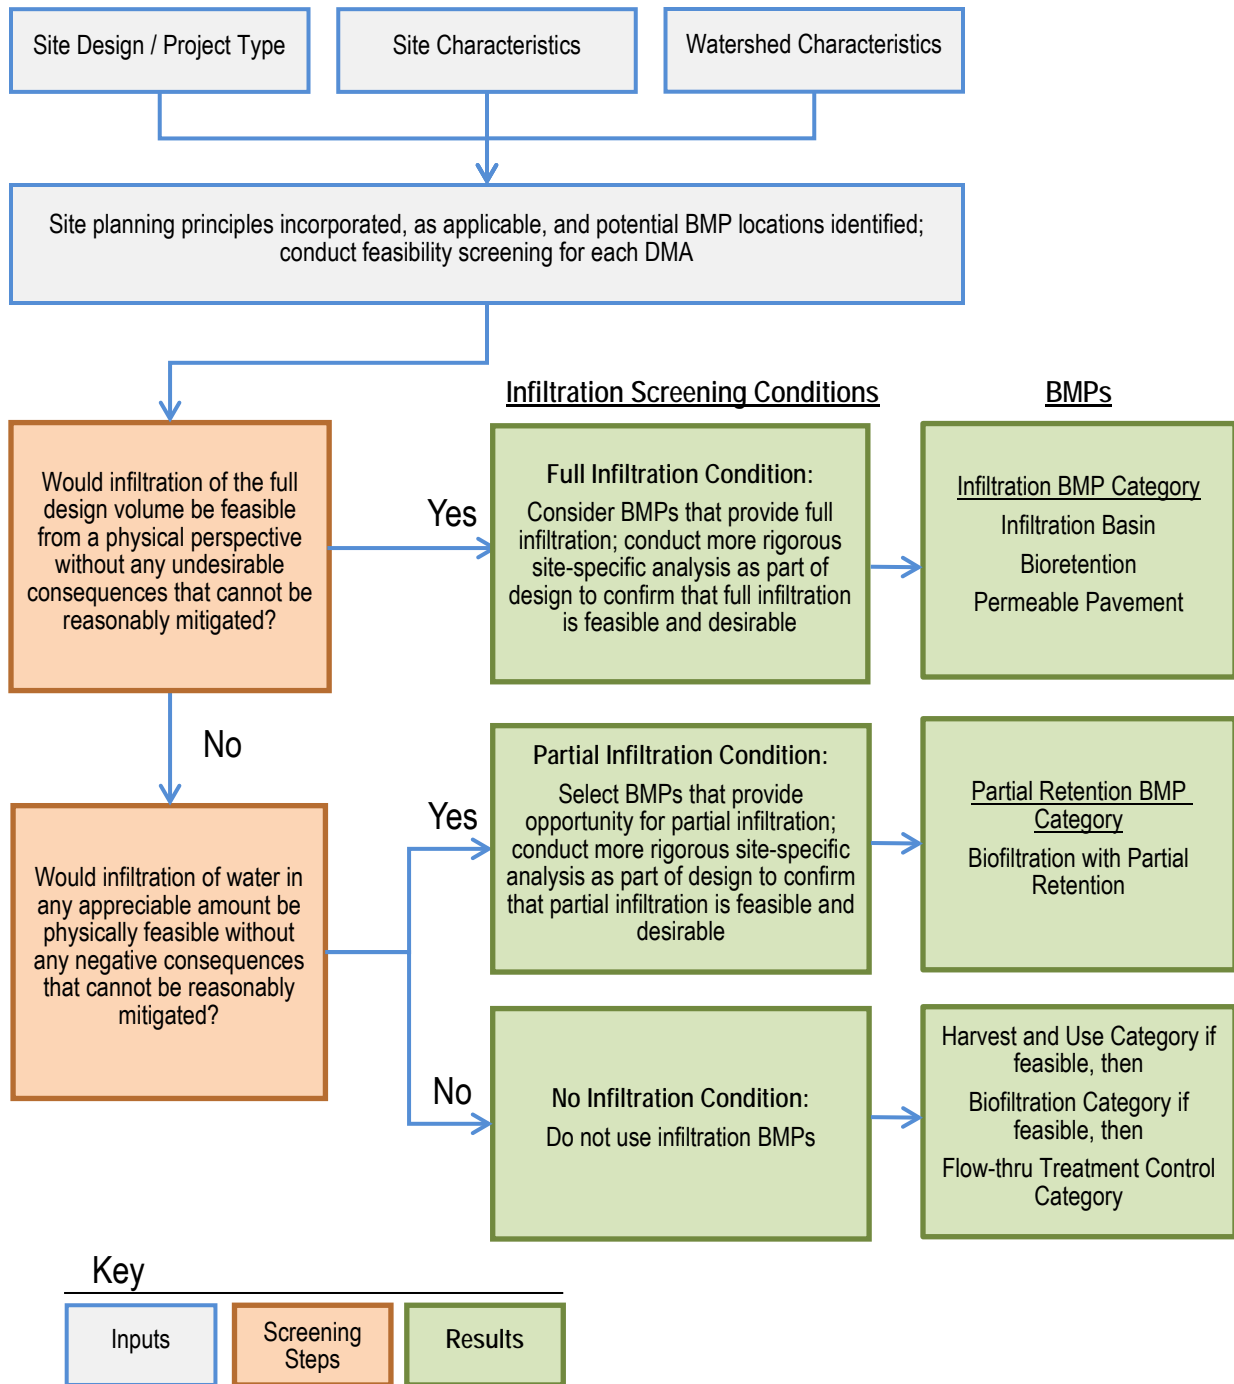 Site Design / Project Type
Site Characteristics
Watershed Characteristics
Site planning principles incorporated, as applicable, and potential BMP locations identified;
conduct feasibility screening for each DMA
Infiltration Screening Conditions
BMPs
Would infiltration of the full
design volume be feasible
from a physical perspective
without any undesirable
consequences that cannot be
reasonably mitigated?
Yes
Full Infiltration Condition:
Consider BMPs that provide full
infiltration; conduct more rigorous
site-specific analysis as part of
design to confirm that full infiltration
is feasible and desirable
Infiltration BMP Category
Infiltration Basin
Bioretention
Permeable Pavement
No
Would infiltration of water in
any appreciable amount be
physically feasible without
any negative consequences
that cannot be reasonably
mitigated?
Yes
Partial Infiltration Condition:
Select BMPs that provide
opportunity for partial infiltration;
conduct more rigorous site-specific
analysis as part of design to confirm
that partial infiltration is feasible and
desirable
Partial Retention BMP
Category
Biofiltration with Partial
Retention
No
No Infiltration Condition:
Do not use infiltration BMPs
Harvest and Use Category if
feasible, then
Biofiltration Category if
feasible, then
Flow-thru Treatment Control
Category
Key
Inputs
Screening
Steps
Results